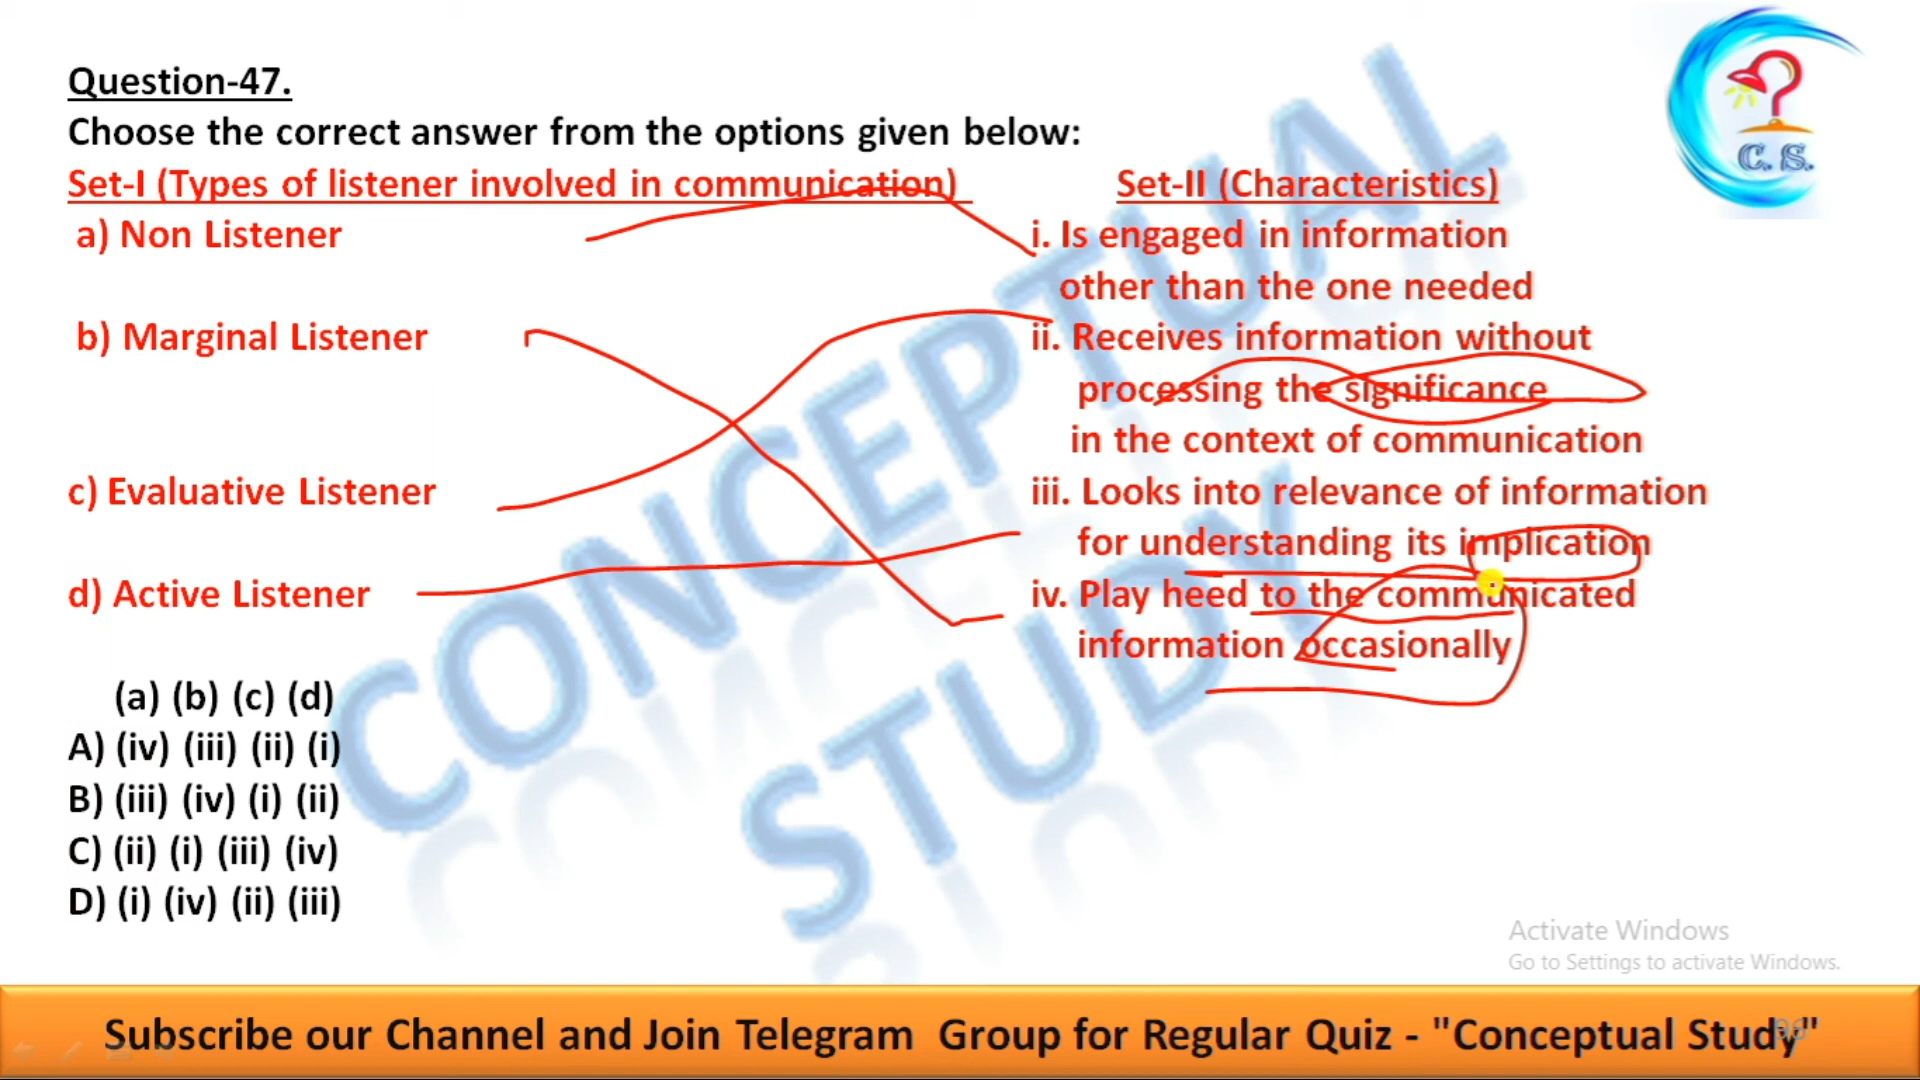 Question-47.
Choose the correct answer from the options given below:
Set-I (Types of listener involved in communication) Set-II (Characteristics)
a) Non Listener i. Is engaged in information
other than the one needed
b) Marginal Listener ii. Receives information without
processing the significance
in the context of communication
c) Evaluative Listener iii. Looks into relevance of information
for understanding its implication
d) Active Listener iv. Play heed to the communicated
information occasionally
(a) (b) (c) (d)
A) (iv) (iii) (ii) (i)
B) (iii) (iv) (i) (ii)
C) (ii) (i) (iii) (iv)
D) (i) (iv) (ii) (iii)
C. S.
CONCEPTUAL
STUDY
Activate Windows
Go to Settings to activate Windows.
Subscribe our Channel and Join Telegram Group for Regular Quiz - "Conceptual Study"